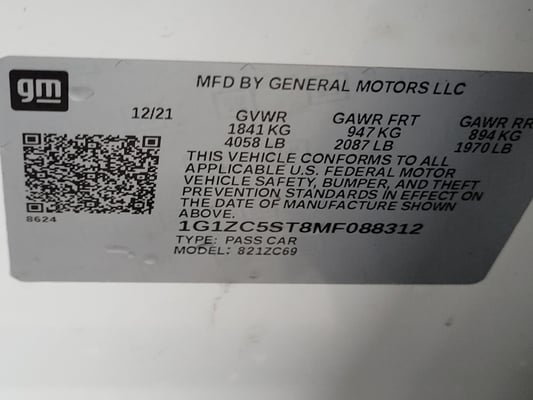 gm
MFD BY GENERAL MOTORS LLC
12/21 GVWR GAWR FRT GAWR RR
1841 KG 947 KG 894 KG
4058 LB 2087 LB 1970 LB
THIS VEHICLE CONFORMS TO ALL
APPLICABLE U.S. FEDERAL MOTOR
VEHICLE SAFETY, BUMPER, AND THEFT
PREVENTION STANDARDS IN EFFECT ON
THE DATE OF MANUFACTURE SHOWN
ABOVE.
8624
1G1ZC5ST8MF088312
TYPE: PASS CAR
MODEL: 821ZC69